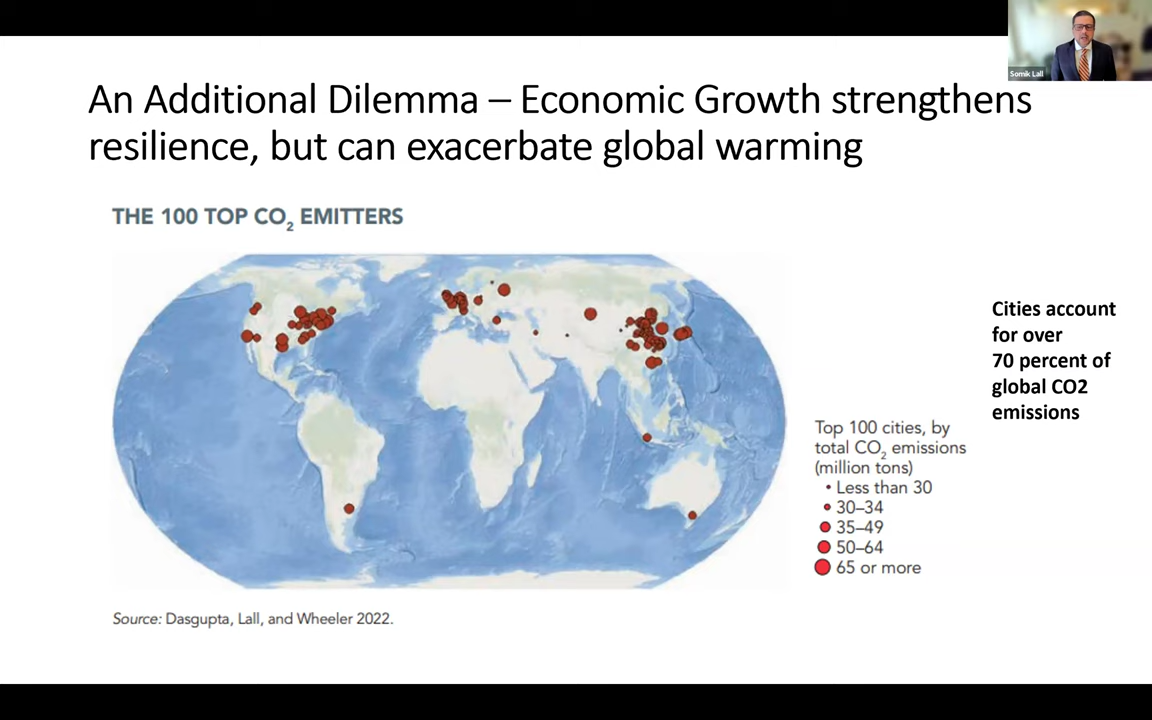 Somik Lall
An Additional Dilemma – Economic Growth strengthens
resilience, but can exacerbate global warming
THE 100 TOP CO2 EMITTERS
Cities account
for over
70 percent of
global CO2
emissions
Top 100 cities, by
total CO2 emissions
(million tons)
Less than 30
30–34
35–49
50–64
65 or more
Source: Dasgupta, Lall, and Wheeler 2022.